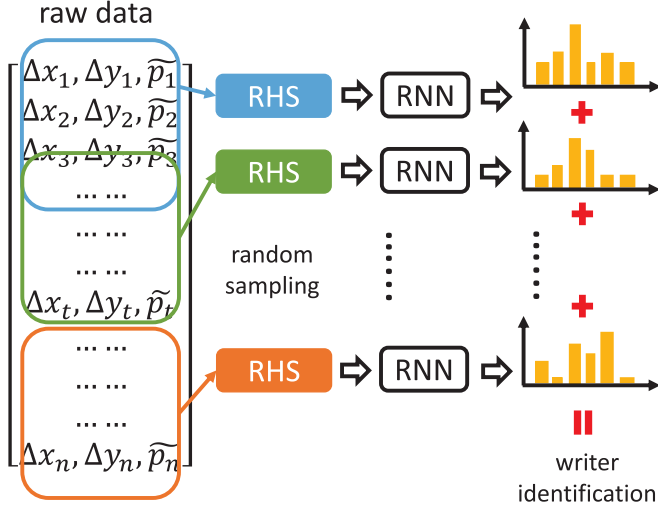 raw data
Δx₁, Δy₁, p̃₁
Δx₂, Δy₂, p̃₂
Δx₃, Δy₃, p̃₃
... ...
... ...
... ...
Δxₜ, Δyₜ, p̃ₜ
... ...
... ...
... ...
Δxₙ, Δyₙ, p̃ₙ
RHS RNN
+
RHS RNN
+
random
sampling
+
RHS RNN
=
writer
identification